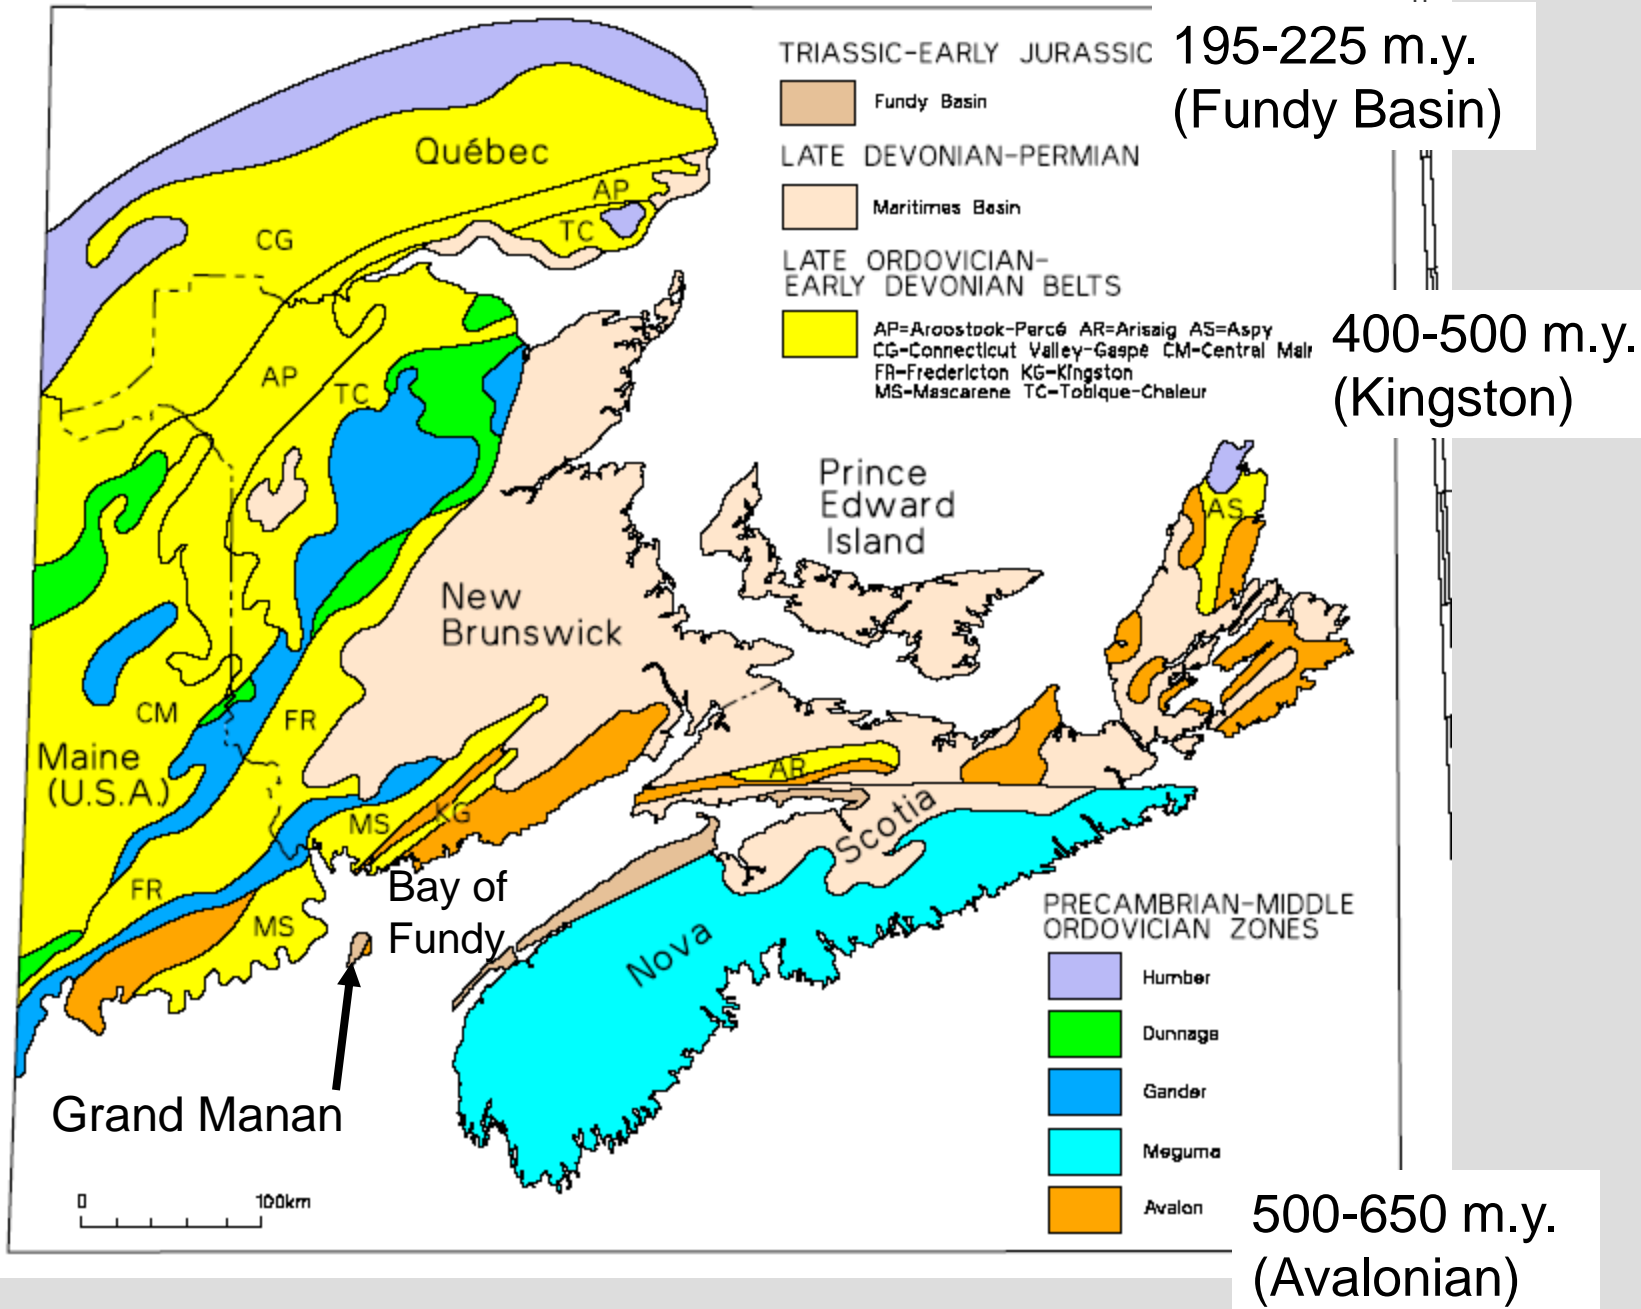 TRIASSIC-EARLY JURASSIC
Fundy Basin
195-225 m.y.
(Fundy Basin)
LATE DEVONIAN-PERMIAN
Maritimes Basin
LATE ORDOVICIAN-
EARLY DEVONIAN BELTS
AP=Aroostook-Percé AR=Arisaig AS=Aspy
CG-Connecticut Valley-Gaspé CM-Central Mai
FR-Fredericton KG-Kingston
MS-Mascarene TC-Tobique-Chaleur
400-500 m.y.
(Kingston)
Québec
AP
TC
CG
AP
TC
AS
Prince
Edward
Island
New
Brunswick
CM
FR
Maine
(U.S.A.)
AR
MS
KG
Scotia
FR
MS
Bay of
Fundy
Nova
Grand Manan
0
100km
PRECAMBRIAN-MIDDLE
ORDOVICIAN ZONES
Humber
Dunnage
Gander
Meguma
Avalon
500-650 m.y.
(Avalonian)